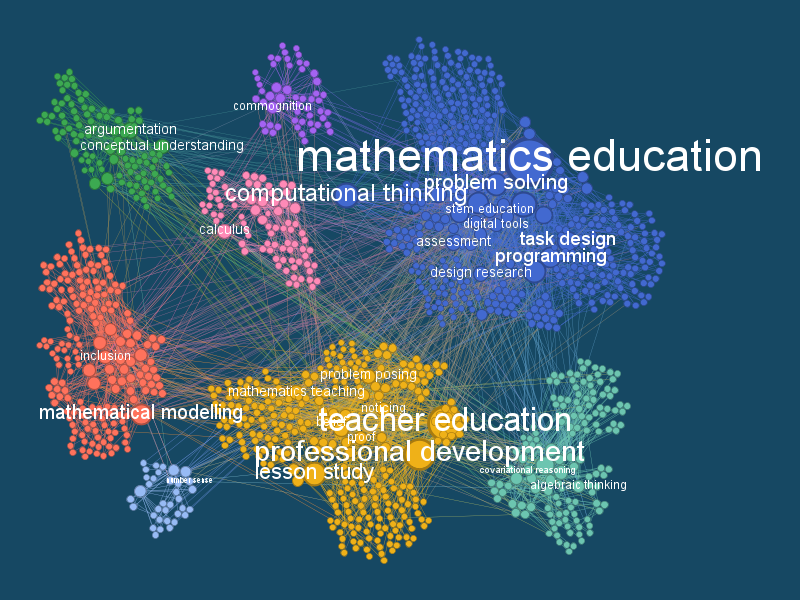 commognition
argumentation
conceptual understanding
mathematics education
problem solving
computational thinking
stem education
calculus
digital tools
assessment
task design
programming
design research
inclusion
problem posing
mathematics teaching
noticing
mathematical modelling
teacher education
proof
professional development
lesson study
covariational reasoning
number sense
algebraic thinking